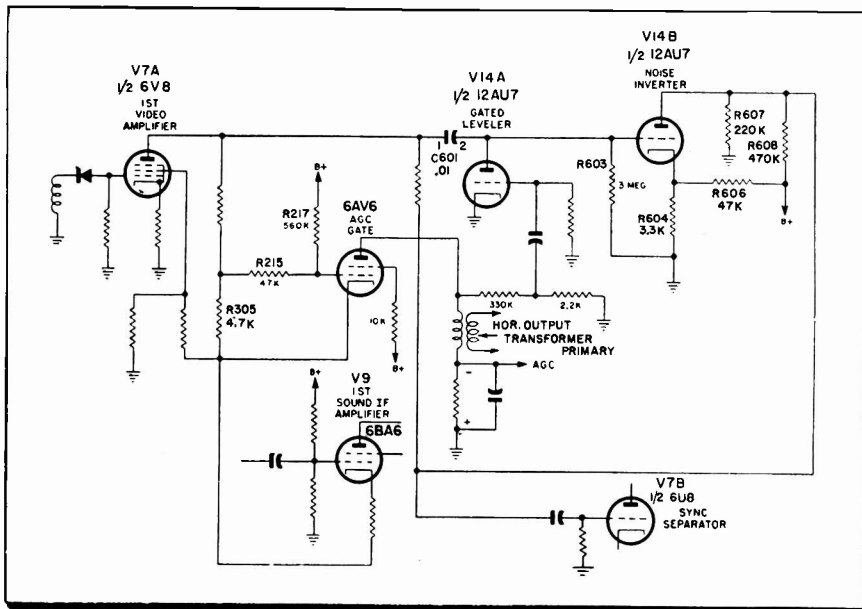 V7A
1/2 6V8
1ST
VIDEO
AMPLIFIER
V14A
1/2 12AU7
GATED
LEVELER
V14B
1/2 12AU7
NOISE
INVERTER
R607
220K
R608
470K
1
2
C601
.01
R603
3 MEG
R606
47K
B+
R604
3.3K
B+
R217
560K
6AV6
AGC
GATE
R215
47K
R305
4.7K
10K
B+
330K
2.2K
HOR. OUTPUT
TRANSFORMER
PRIMARY
-
AGC
+
B+
V9
1ST
SOUND IF
AMPLIFIER
6BA6
V7B
1/2 6U8
SYNC
SEPARATOR